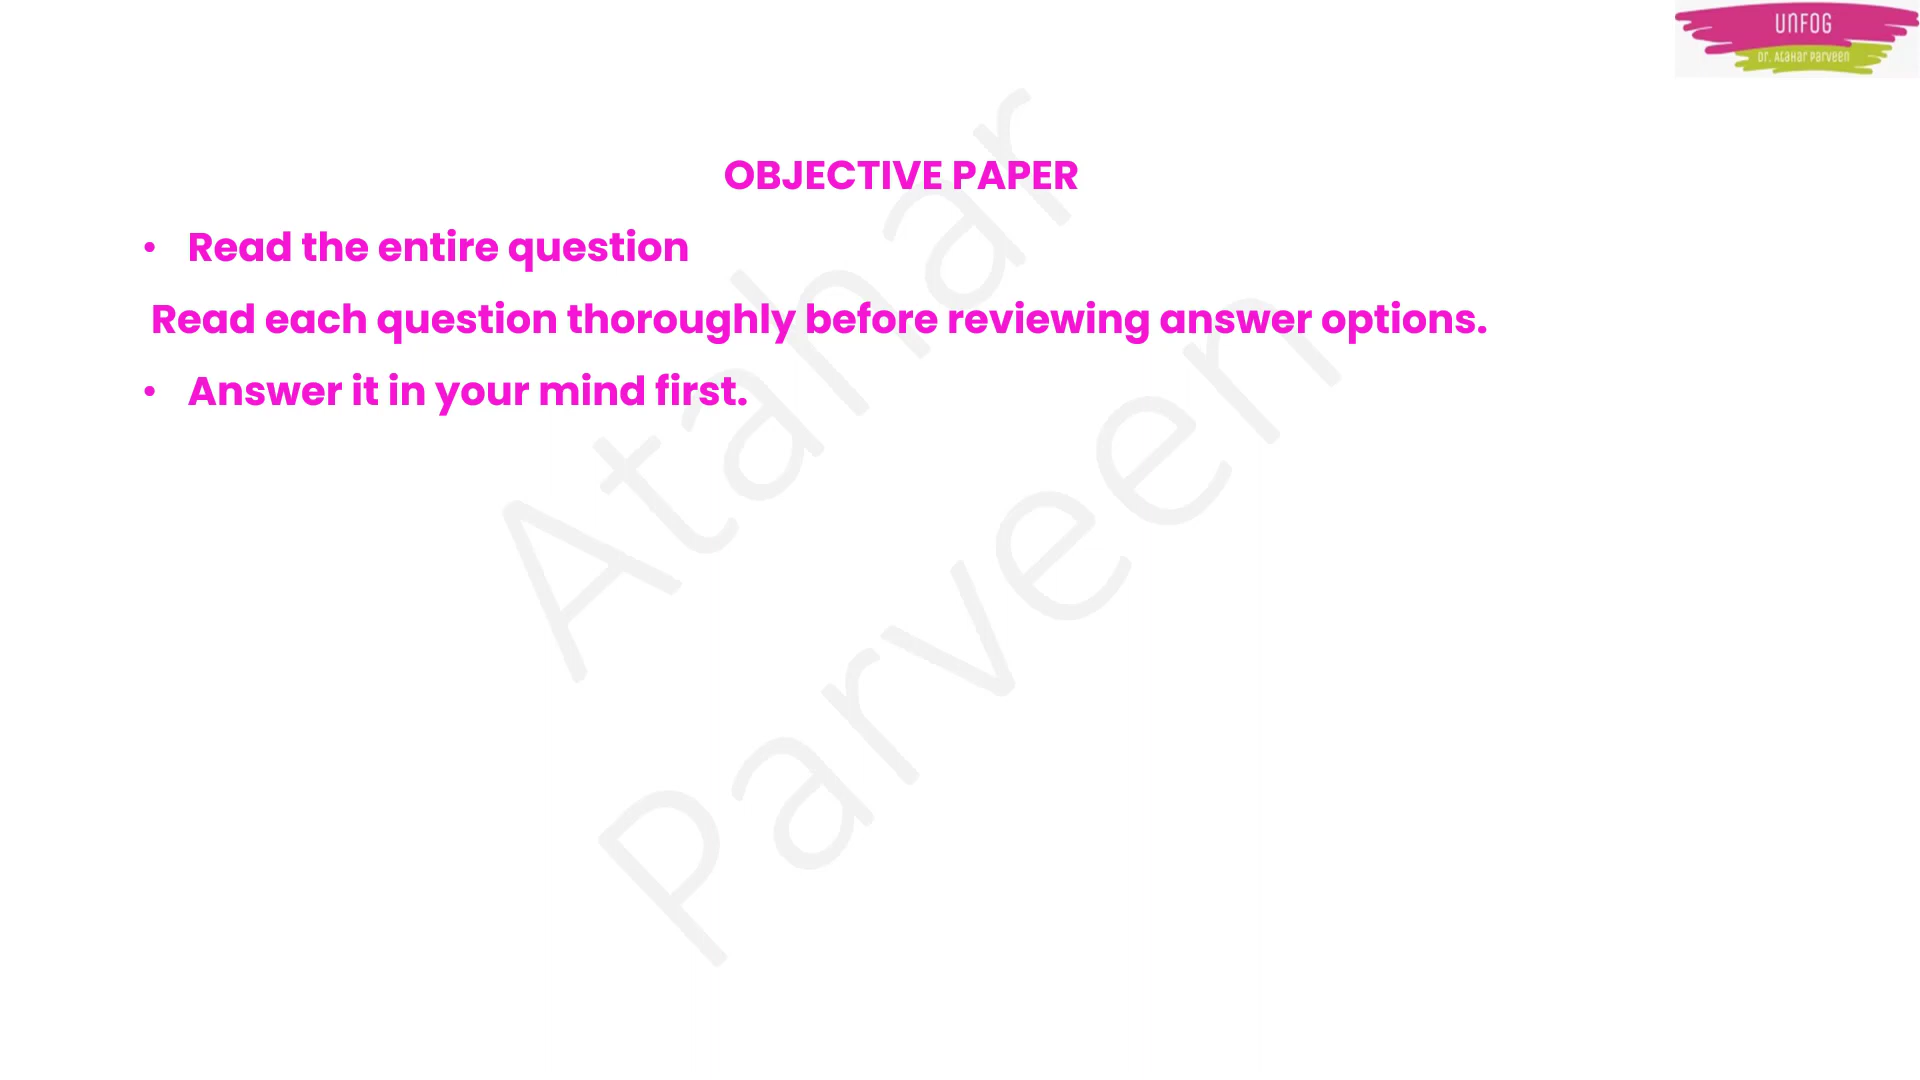 UNFOG
Dr. Atahar Parveen
OBJECTIVE PAPER
• Read the entire question
Read each question thoroughly before reviewing answer options.
• Answer it in your mind first.
Atahar
Parveen